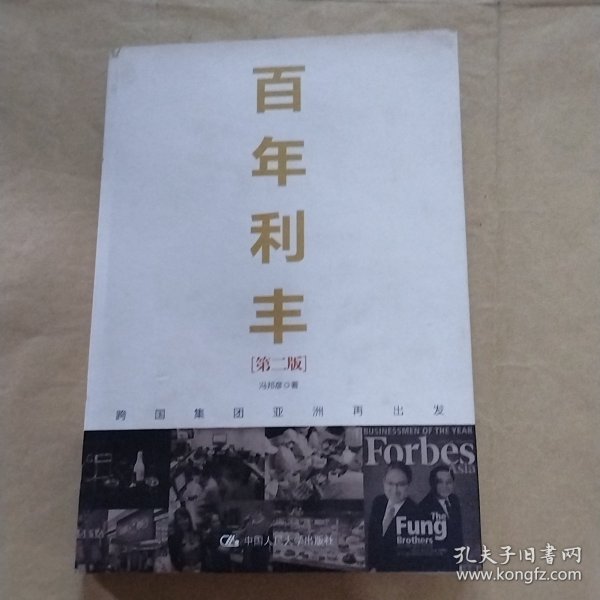 百年利丰
[第二版]
冯邦彦◎著
跨国集团亚洲再出发
BUSINESSMEN OF THE YEAR
Forbes
Asia
The
Fung
Brothers
中国人民大学出版社
孔夫子旧书网
www.kongfz.com